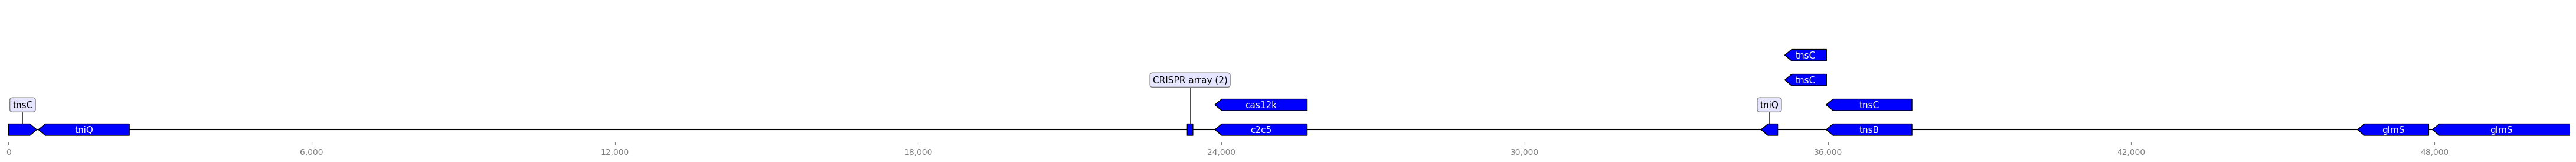 tnsC
CRISPR array (2)
tnsC
tnsC
cas12k
tniQ
tnsC
tniQ
c2c5
tnsB
glmS
glmS
0 6,000 12,000 18,000 24,000 30,000 36,000 42,000 48,000